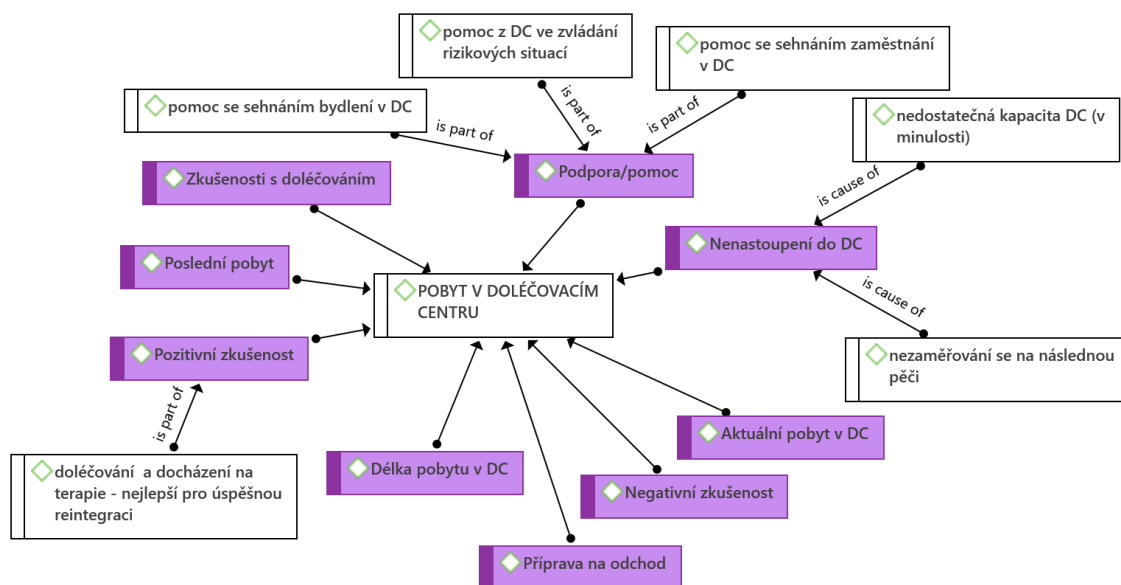 pomoc z DC ve zvládání
rizikových situací
pomoc se sehnáním zaměstnání
v DC
pomoc se sehnáním bydlení v DC
nedostatečná kapacita DC (v
minulosti)
is part of
is part of
is part of
Zkušenosti s doléčováním
Podpora/pomoc
is cause of
Nenastoupení do DC
Poslední pobyt
POBYT V DOLÉČOVACÍM
CENTRU
is cause of
Pozitivní zkušenost
nezaměřování se na následnou
péči
is part of
Aktuální pobyt v DC
doléčování a docházení na
terapie - nejlepší pro úspěšnou
reintegraci
Délka pobytu v DC
Negativní zkušenost
Příprava na odchod